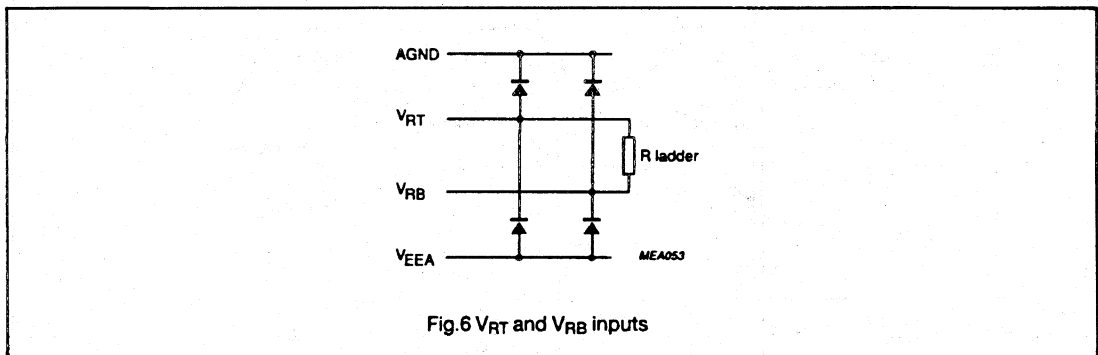 AGND
VRT
R ladder
VRB
VEEA
MEA053
Fig.6 VRT and VRB inputs